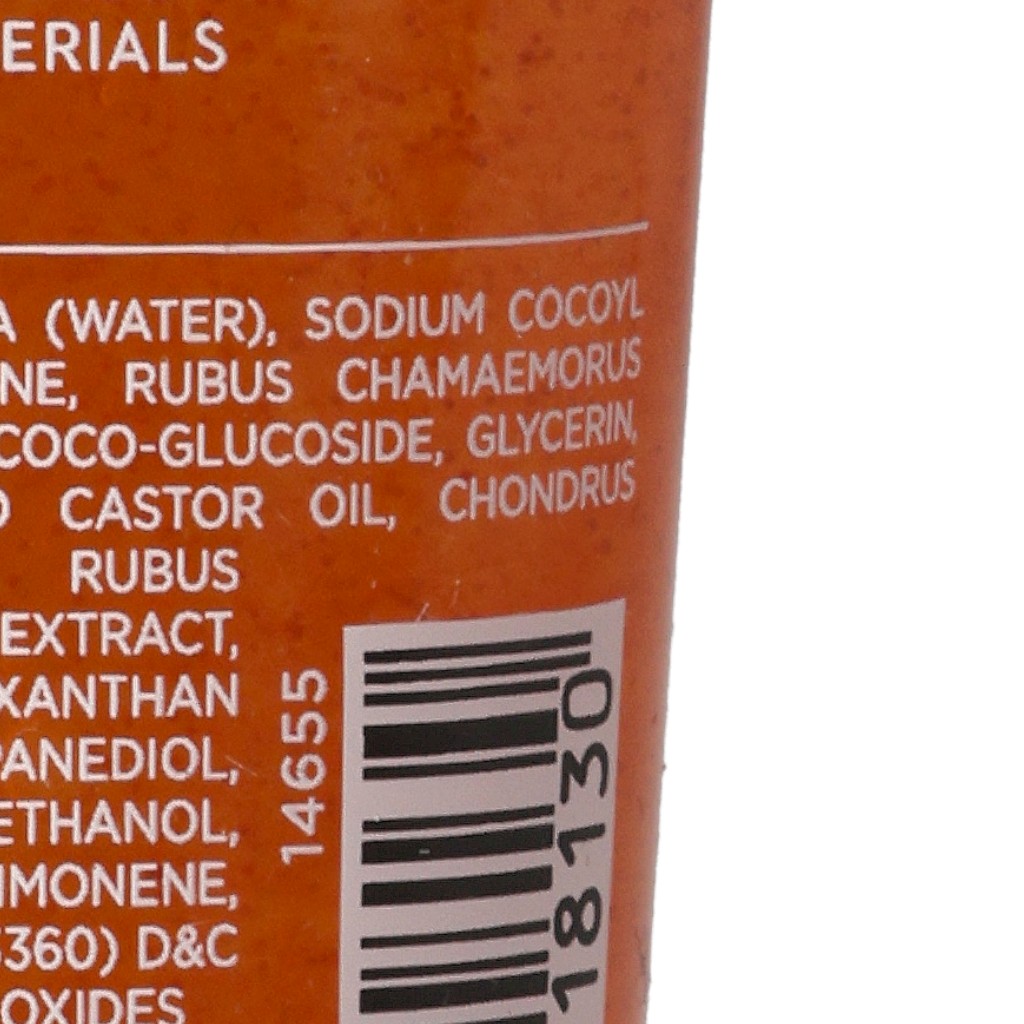 ERIALS
A (WATER), SODIUM COCOYL
NE, RUBUS CHAMAEMORUS
COCO-GLUCOSIDE, GLYCERIN,
CASTOR OIL, CHONDRUS
RUBUS
EXTRACT,
XANTHAN
PANEDIOL,
ETHANOL,
IMONENE,
360) D&C
OXIDES
14655
18130